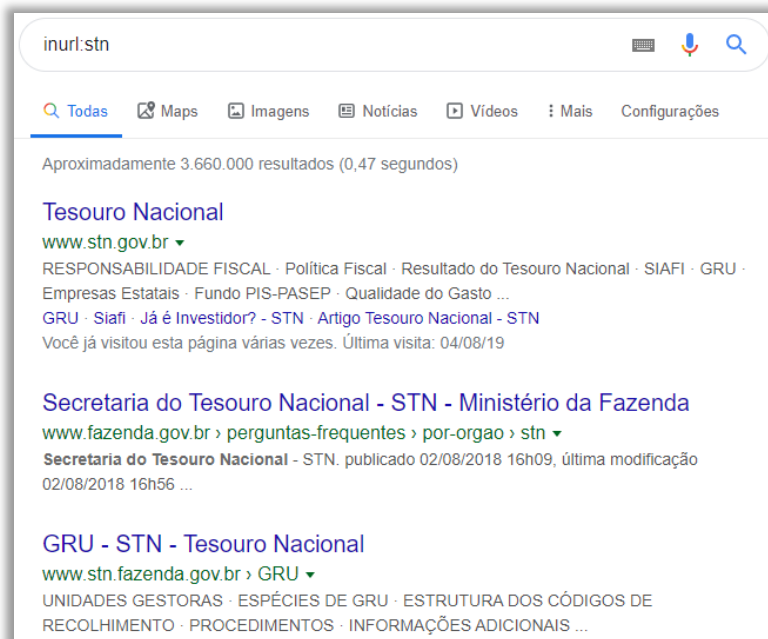 inurl:stn
Todas Maps Imagens Notícias Vídeos Mais Configurações
Aproximadamente 3.660.000 resultados (0,47 segundos)
Tesouro Nacional
www.stn.gov.br
RESPONSABILIDADE FISCAL · Política Fiscal · Resultado do Tesouro Nacional · SIAFI · GRU ·
Empresas Estatais · Fundo PIS-PASEP · Qualidade do Gasto ...
GRU · Siafi · Já é Investidor? - STN · Artigo Tesouro Nacional - STN
Você já visitou esta página várias vezes. Última visita: 04/08/19
Secretaria do Tesouro Nacional - STN - Ministério da Fazenda
www.fazenda.gov.br › perguntas-frequentes › por-orgao › stn
Secretaria do Tesouro Nacional - STN. publicado 02/08/2018 16h09, última modificação
02/08/2018 16h56 ...
GRU - STN - Tesouro Nacional
www.stn.fazenda.gov.br › GRU
UNIDADES GESTORAS · ESPÉCIES DE GRU · ESTRUTURA DOS CÓDIGOS DE
RECOLHIMENTO · PROCEDIMENTOS · INFORMAÇÕES ADICIONAIS ...